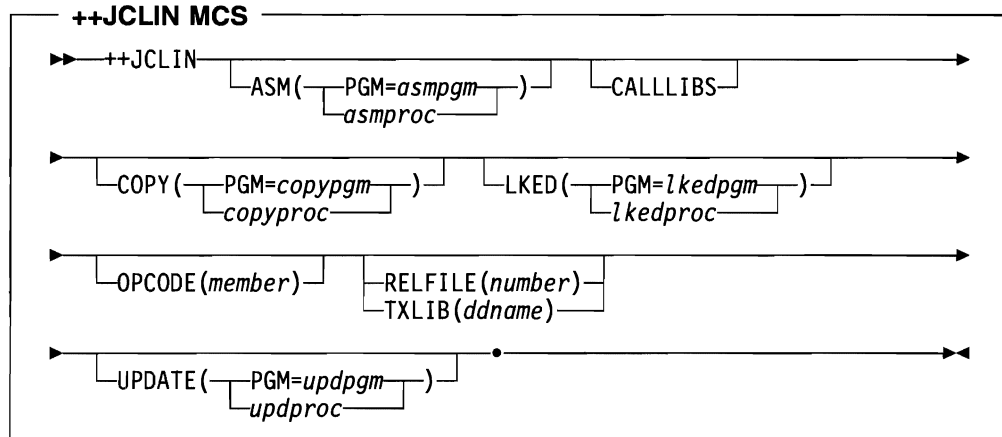 ++JCLIN MCS
++JCLIN
ASM( PGM=asmpgm ) CALLLIBS
asmproc
COPY( PGM=copypgm ) LKED( PGM=lkedpgm )
copyproc lkedproc
OPCODE(member) RELFILE(number)
TXLIB(ddname)
UPDATE( PGM=updpgm )
updproc